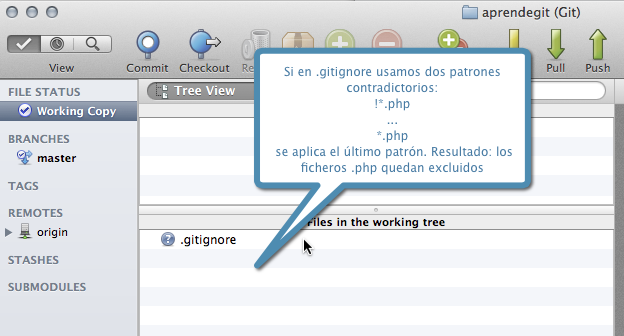 aprendegit (Git)
View
Commit
Checkout
Re
Pull
Push
FILE STATUS
Working Copy
BRANCHES
master
TAGS
REMOTES
origin
STASHES
SUBMODULES
Tree View
Si en .gitignore usamos dos patrones
contradictorios:
!*.php
...
*.php
se aplica el último patrón. Resultado: los
ficheros .php quedan excluidos
Files in the working tree
.gitignore